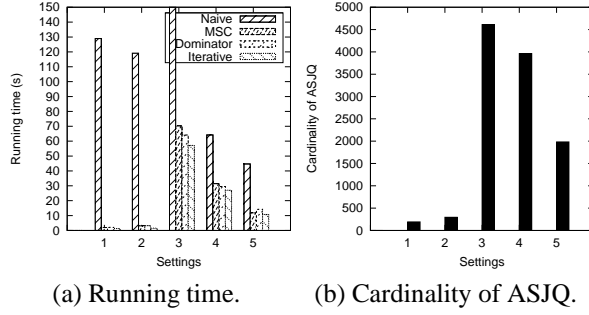 Running time (s)
150
140
130
120
110
100
90
80
70
60
50
40
30
20
10
0
Naive
MSC
Dominator
Iterative
1 2 3 4 5
Settings
(a) Running time.
Cardinality of ASJQ
5000
4500
4000
3500
3000
2500
2000
1500
1000
500
0
1 2 3 4 5
Settings
(b) Cardinality of ASJQ.